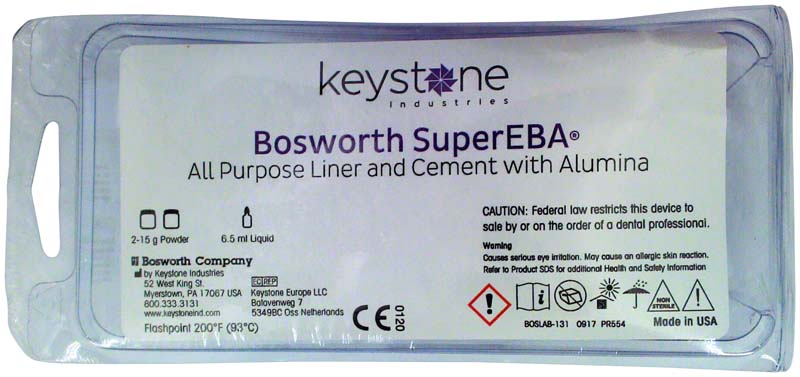 keystone
industries
Bosworth SuperEBA®
All Purpose Liner and Cement with Alumina
2-15 g Powder
6.5 ml Liquid
CAUTION: Federal law restricts this device to
sale by or on the order of a dental professional.
Warning
Causes serious eye irritation. May cause an allergic skin reaction.
Refer to Product SDS for additional Health and Safety Information
Bosworth Company
by Keystone Industries
52 West King St.
Myerstown, PA 17067 USA
800.333.3131
www.keystoneind.com
Flashpoint 200°F (93°C)
EC REP
Keystone Europe LLC
Batavenweg 7
5349BC Oss Netherlands
CE 0120
NON
STERILE
BOSLAB-131 0917 PR554
Made in USA